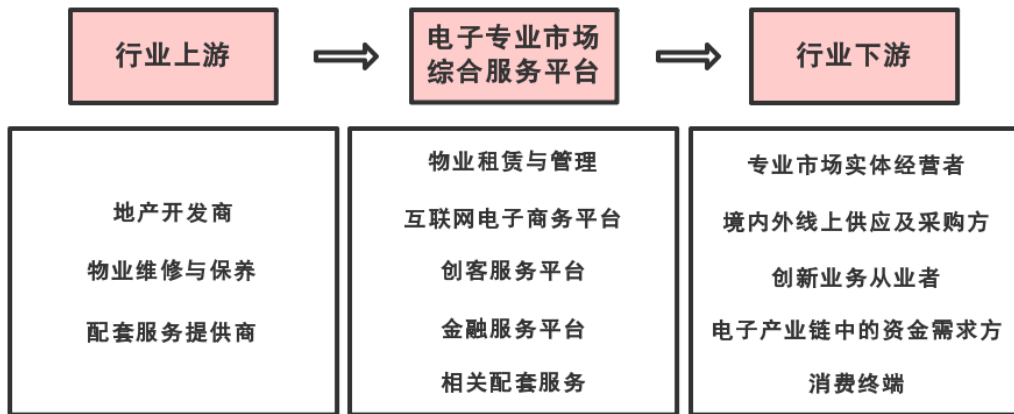 行业上游
电子专业市场
综合服务平台
行业下游
地产开发商
物业维修与保养
配套服务提供商
物业租赁与管理
互联网电子商务平台
创客服务平台
金融服务平台
相关配套服务
专业市场实体经营者
境内外线上供应及采购方
创新业务从业者
电子产业链中的资金需求方
消费终端